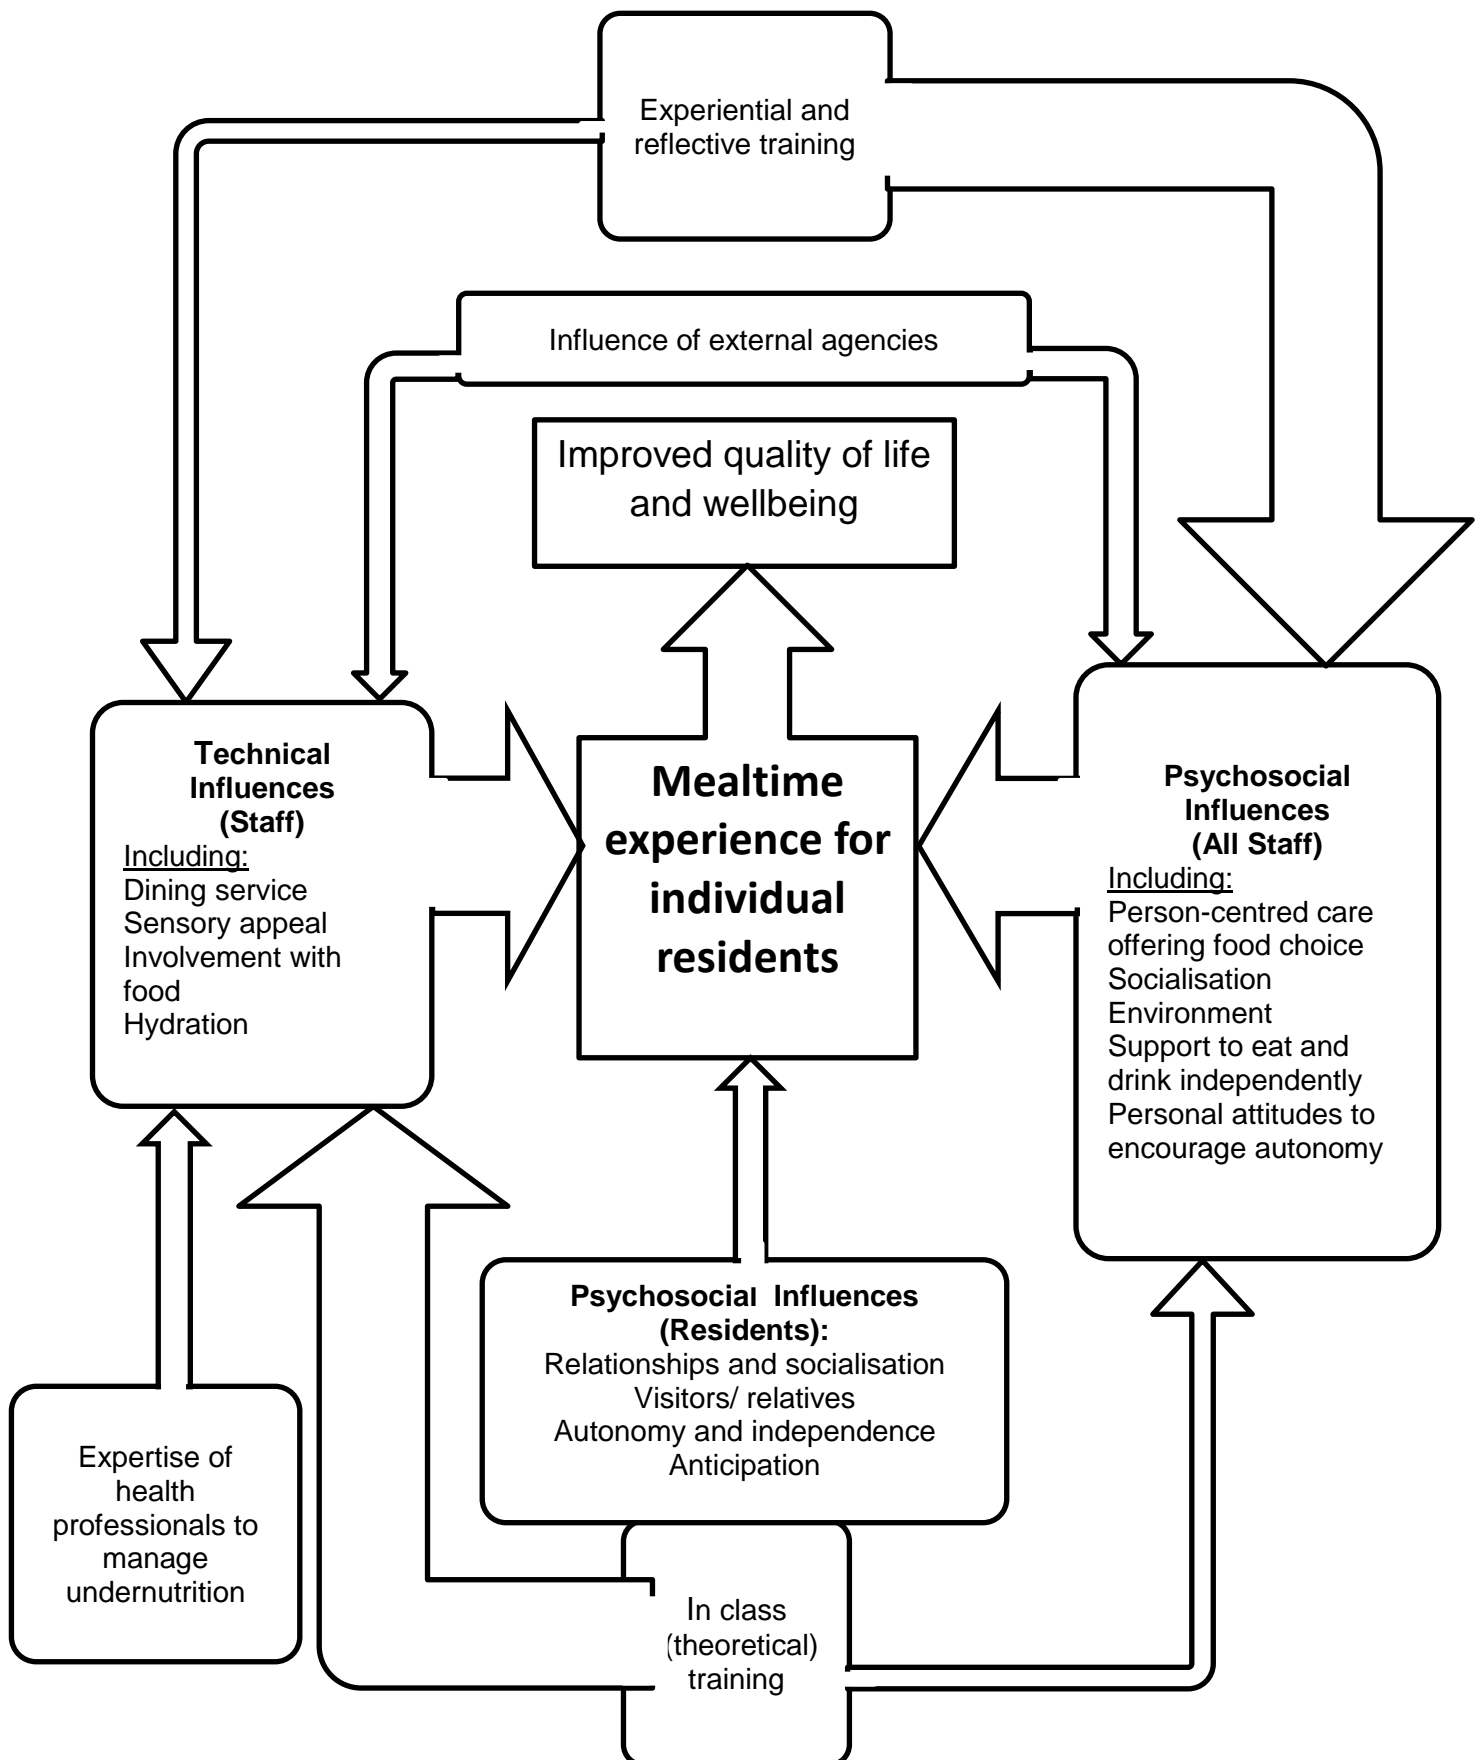 Experiential and
reflective training
Influence of external agencies
Improved quality of life
and wellbeing
Technical
Influences
(Staff)
Including:
Dining service
Sensory appeal
Involvement with
food
Hydration
Mealtime
experience for
individual
residents
Psychosocial
Influences
(All Staff)
Including:
Person-centred care
offering food choice
Socialisation
Environment
Support to eat and
drink independently
Personal attitudes to
encourage autonomy
Psychosocial Influences
(Residents):
Relationships and socialisation
Visitors/ relatives
Autonomy and independence
Anticipation
Expertise of
health
professionals to
manage
undernutrition
In class
(theoretical)
training